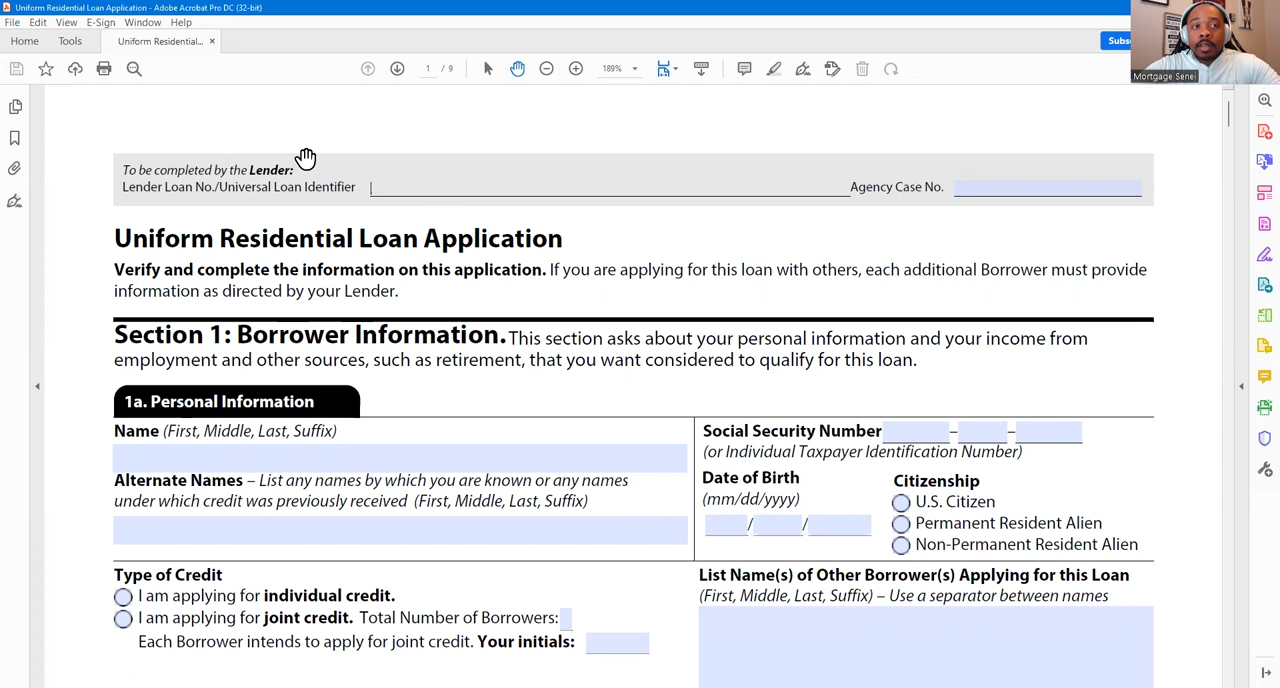 Uniform Residential Loan Application - Adobe Acrobat Pro DC (32-bit)
File Edit View E-Sign Window Help
Home Tools Uniform Residential... × Subs
1 / 9 189%
Mortgage Senei
To be completed by the Lender:
Lender Loan No./Universal Loan Identifier Agency Case No.
Uniform Residential Loan Application
Verify and complete the information on this application. If you are applying for this loan with others, each additional Borrower must provide
information as directed by your Lender.
Section 1: Borrower Information. This section asks about your personal information and your income from
employment and other sources, such as retirement, that you want considered to qualify for this loan.
1a. Personal Information
Name (First, Middle, Last, Suffix)
Alternate Names – List any names by which you are known or any names
under which credit was previously received (First, Middle, Last, Suffix)
Social Security Number – –
(or Individual Taxpayer Identification Number)
Date of Birth
(mm/dd/yyyy)
/ /
Citizenship
U.S. Citizen
Permanent Resident Alien
Non-Permanent Resident Alien
Type of Credit
I am applying for individual credit.
I am applying for joint credit. Total Number of Borrowers:
Each Borrower intends to apply for joint credit. Your initials:
List Name(s) of Other Borrower(s) Applying for this Loan
(First, Middle, Last, Suffix) – Use a separator between names